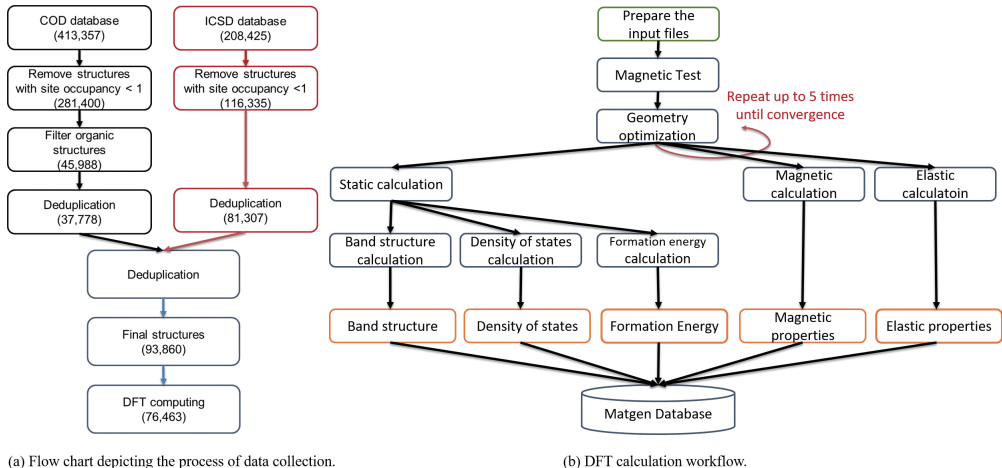 COD database
(413,357)
Remove structures
with site occupancy < 1
(281,400)
Filter organic
structures
(45,988)
Deduplication
(37,778)
ICSD database
(208,425)
Remove structures
with site occupancy <1
(116,335)
Deduplication
(81,307)
Deduplication
Final structures
(93,860)
DFT computing
(76,463)
(a) Flow chart depicting the process of data collection.
Prepare the
input files
Magnetic Test
Geometry
optimization
Repeat up to 5 times
until convergence
Static calculation
Magnetic
calculation
Elastic
calculatoin
Band structure
calculation
Density of states
calculation
Formation energy
calculation
Band structure
Density of states
Formation Energy
Magnetic
properties
Elastic properties
Matgen Database
(b) DFT calculation workflow.